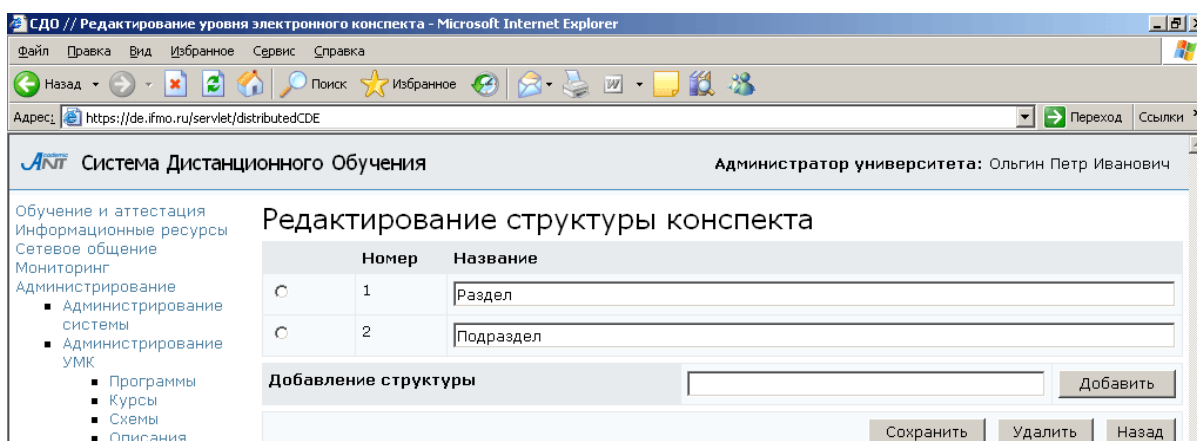 СДО // Редактирование уровня электронного конспекта - Microsoft Internet Explorer
Файл Правка Вид Избранное Сервис Справка
Назад Поиск Избранное
Адрес: https://de.ifmo.ru/servlet/distributedCDE Переход Ссылки
Academic ANT Система Дистанционного Обучения Администратор университета: Ольгин Петр Иванович
Обучение и аттестация
Информационные ресурсы
Сетевое общение
Мониторинг
Администрирование
Администрирование
системы
Администрирование
УМК
Программы
Курсы
Схемы
Описания
Редактирование структуры конспекта
Номер Название
1 Раздел
2 Подраздел
Добавление структуры Добавить
Сохранить Удалить Назад